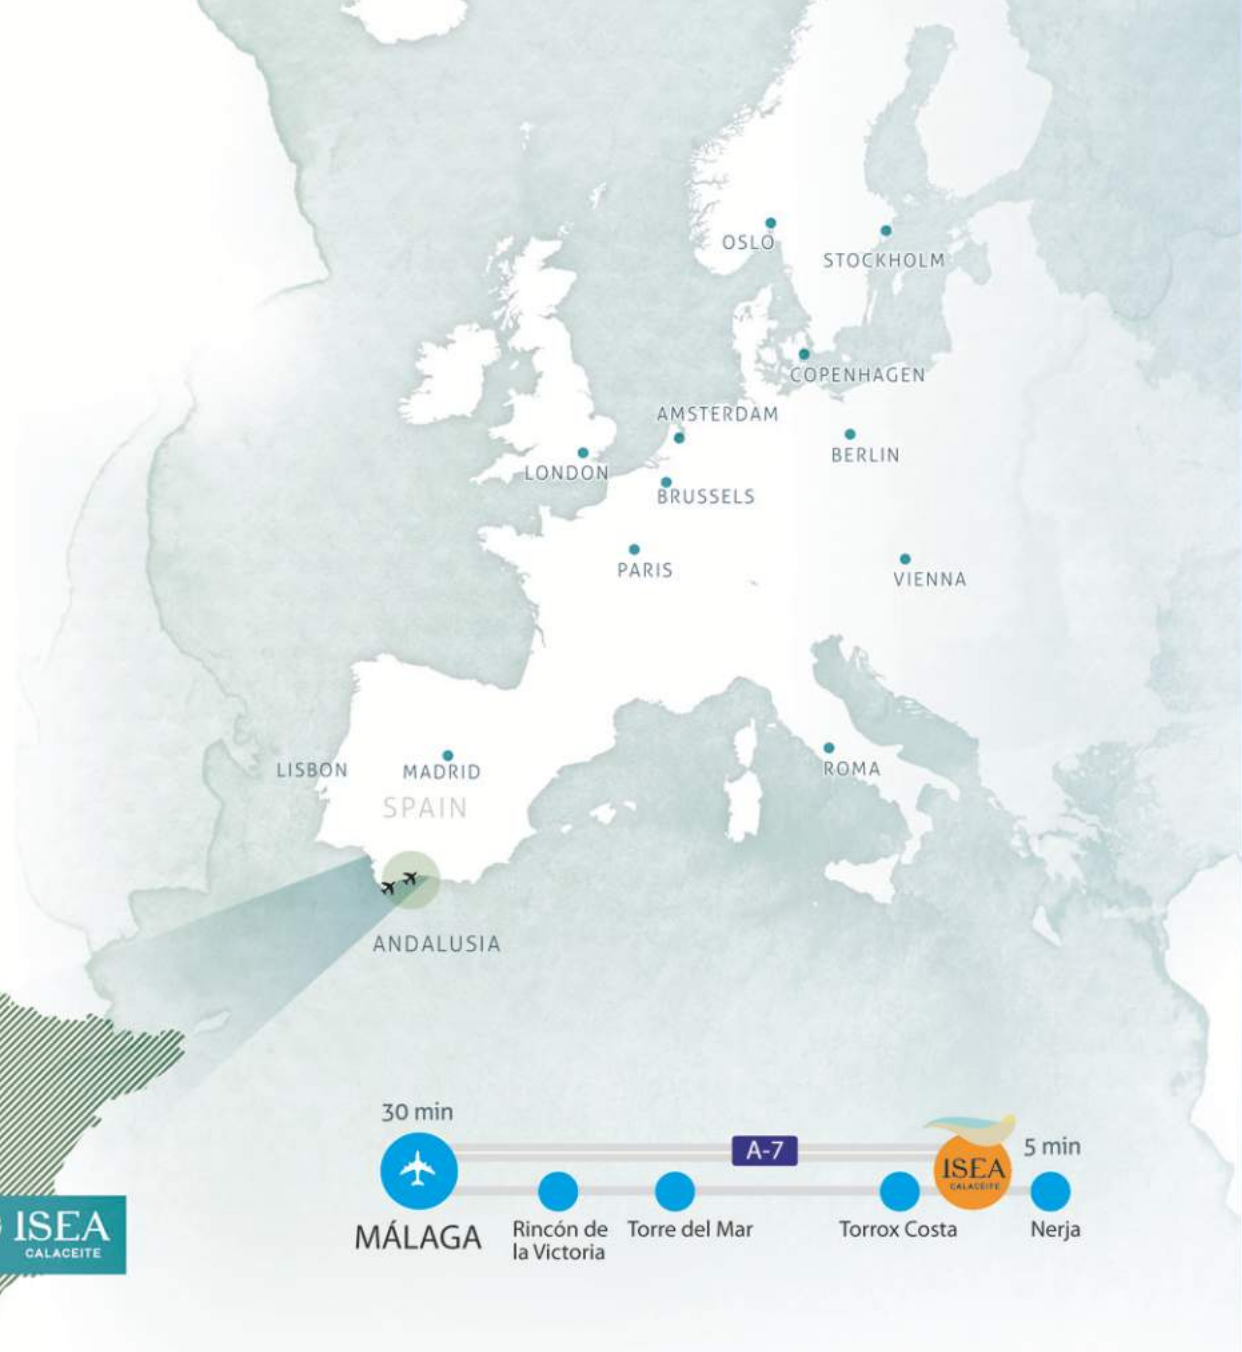 OSLO
STOCKHOLM
COPENHAGEN
AMSTERDAM
BERLIN
LONDON
BRUSSELS
PARIS
VIENNA
LISBON
MADRID
ROMA
SPAIN
ANDALUSIA
30 min
A-7
5 min
ISEA
CALACEITE
MÁLAGA
Rincón de
la Victoria
Torre del Mar
Torrox Costa
Nerja
ISEA
CALACEITE